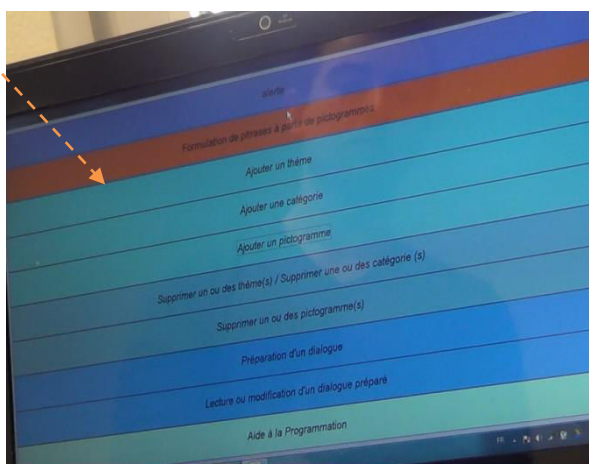 alerte
Formulation de phrases à partir de pictogrammes
Ajouter un thème
Ajouter une catégorie
Ajouter un pictogramme
Supprimer un ou des thème(s) / Supprimer une ou des catégorie (s)
Supprimer un ou des pictogramme(s)
Préparation d'un dialogue
Lecture ou modification d'un dialogue préparé
Aide à la Programmation
FR